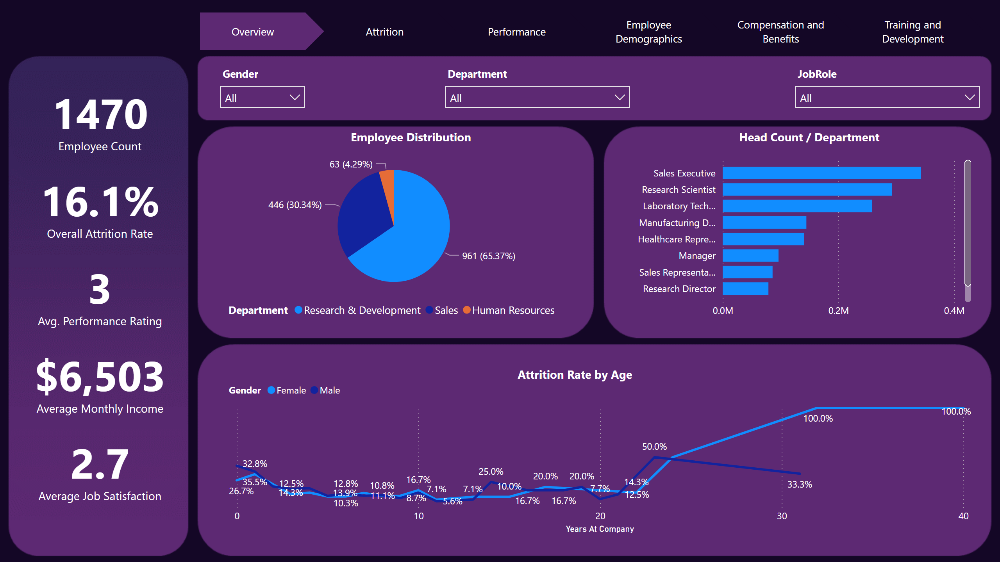 Overview
Attrition
Performance
Employee
Demographics
Compensation and
Benefits
Training and
Development
1470
Employee Count
16.1%
Overall Attrition Rate
3
Avg. Performance Rating
$6,503
Average Monthly Income
2.7
Average Job Satisfaction
Gender
All
Department
All
JobRole
All
Employee Distribution
63 (4.29%)
446 (30.34%)
961 (65.37%)
Department Research & Development Sales Human Resources
Head Count / Department
Sales Executive
Research Scientist
Laboratory Tech...
Manufacturing D...
Healthcare Repre...
Manager
Sales Representa...
Research Director
0.0M 0.2M 0.4M
Attrition Rate by Age
Gender Female Male
32.8%
35.5%
26.7%
12.5%
14.3%
12.8%
13.9%
10.3%
10.8%
11.1%
16.7%
8.7%
7.1%
5.6%
7.1%
25.0%
10.0%
16.7%
20.0%
16.7%
20.0%
7.7%
14.3%
12.5%
50.0%
33.3%
100.0%
100.0%
0 10 20 30 40
Years At Company